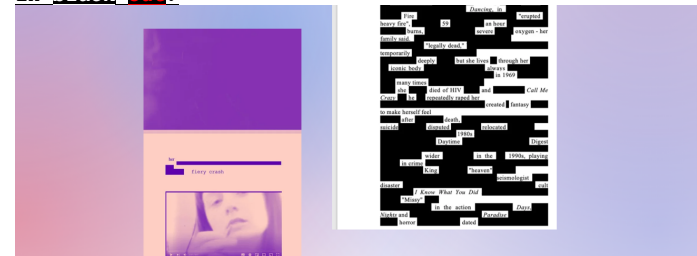 her
fiery crash
Dancing, in
Fire "erupted
heavy fire", 59 an hour
burns, severe oxygen - her
family said.
"legally dead,"
temporarily
deeply but she lives through her
iconic body always
in 1969
many times
she died of HIV and Call Me
Crazy he repeatedly raped her
created fantasy
to make herself feel
after death,
suicide disputed relocated
1980s
Daytime Digest
wider in the 1990s, playing
in crime
King "heaven"
seismologist
disaster cult
I Know What You Did
"Missy"
in the action Days,
Nights and Paradise
horror dated